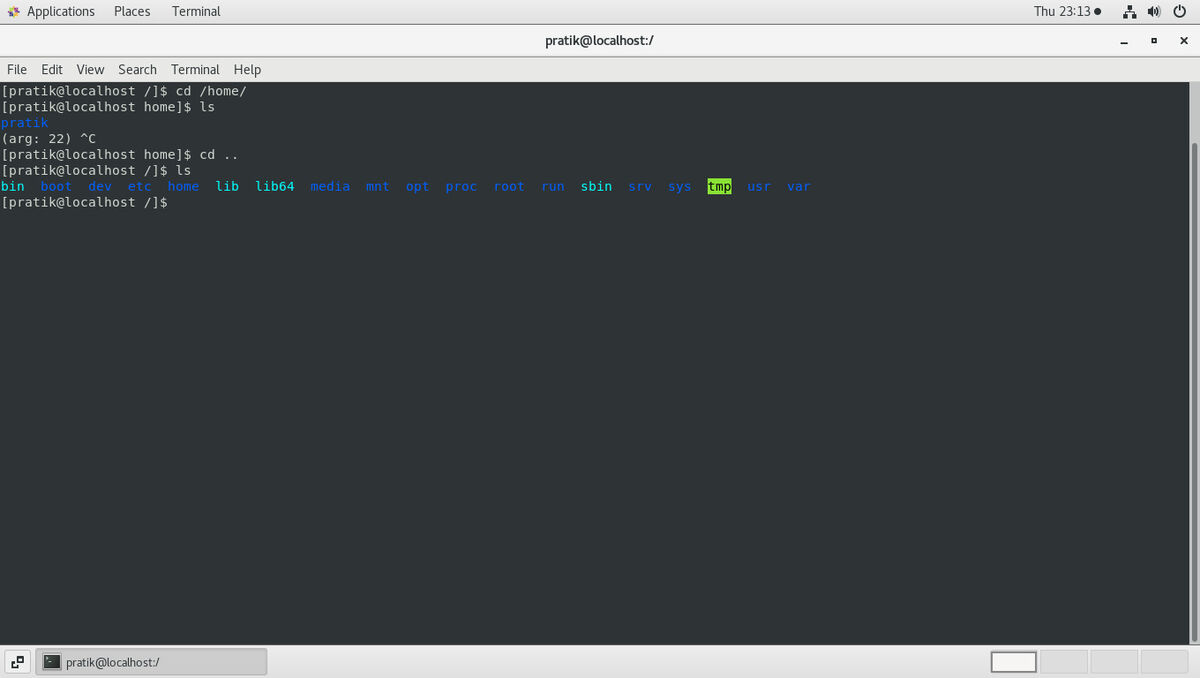 Applications Places Terminal Thu 23:13
pratik@localhost:/
File Edit View Search Terminal Help
[pratik@localhost /]$ cd /home/
[pratik@localhost home]$ ls
pratik
(arg: 22) ^C
[pratik@localhost home]$ cd ..
[pratik@localhost /]$ ls
bin boot dev etc home lib lib64 media mnt opt proc root run sbin srv sys tmp usr var
[pratik@localhost /]$
pratik@localhost:/